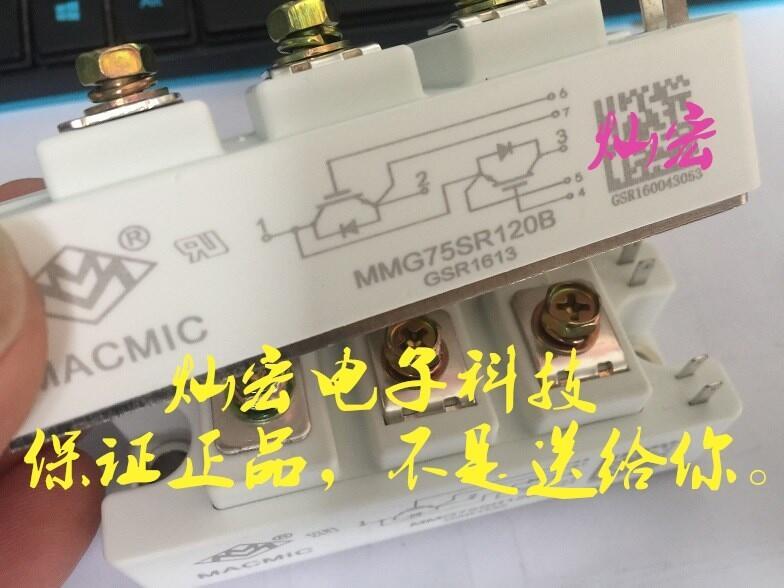 6
7
3
2
1
5
4
灿宏
GSR160043053
MMG75SR120B
GSR1613
®
MACMIC
灿宏电子科技
保证正品，不是送给你。
MACMIC